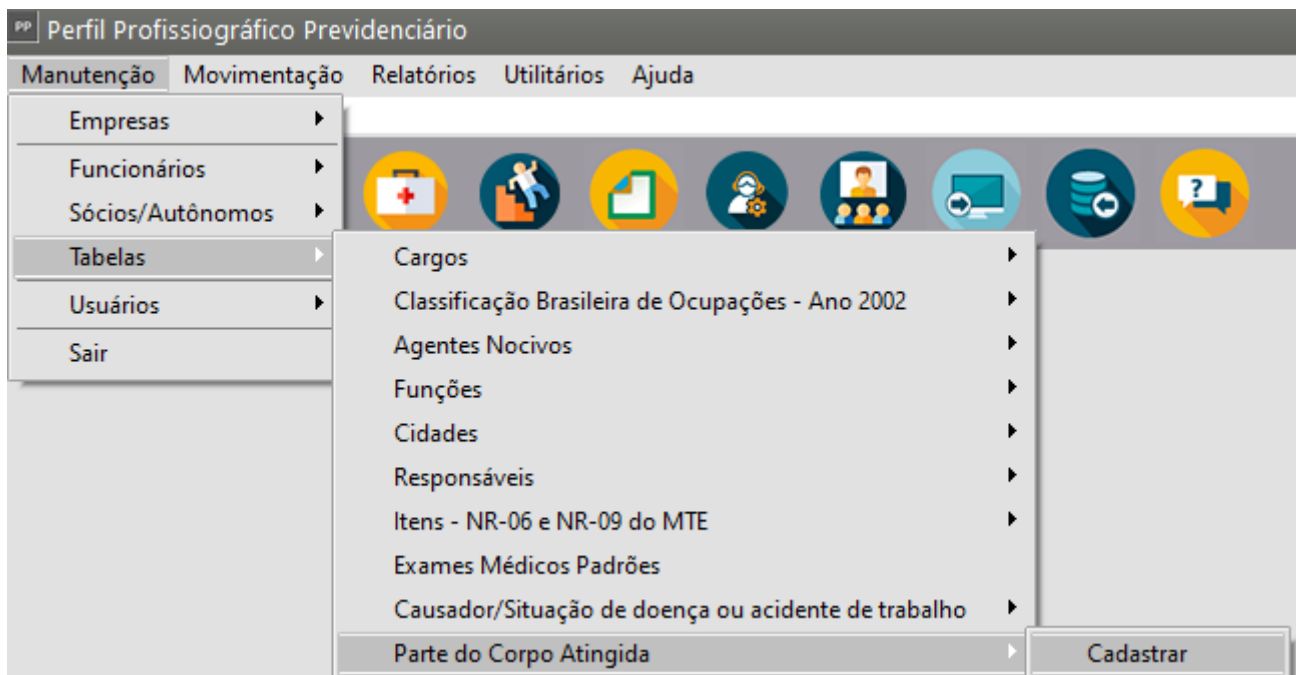 PP Perfil Profissiográfico Previdenciário
Manutenção Movimentação Relatórios Utilitários Ajuda
Empresas
Funcionários
Sócios/Autônomos
Tabelas
Usuários
Sair
Cargos
Classificação Brasileira de Ocupações - Ano 2002
Agentes Nocivos
Funções
Cidades
Responsáveis
Itens - NR-06 e NR-09 do MTE
Exames Médicos Padrões
Causador/Situação de doença ou acidente de trabalho
Parte do Corpo Atingida
Cadastrar